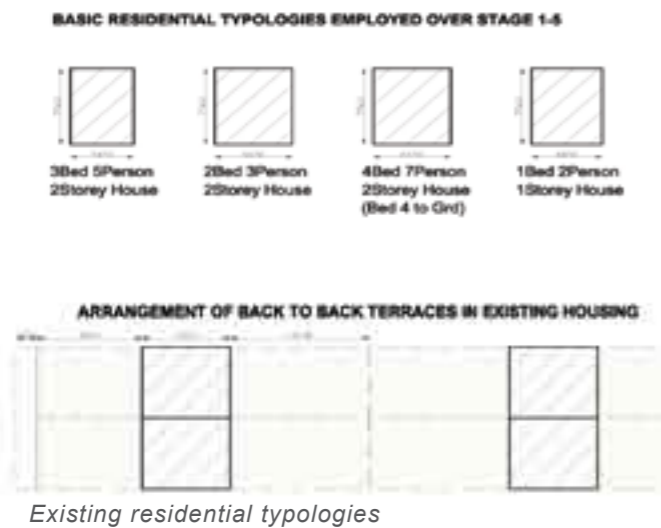 BASIC RESIDENTIAL TYPOLOGIES EMPLOYED OVER STAGE 1-5
3Bed 5Person
2Storey House
2Bed 3Person
2Storey House
4Bed 7Person
2Storey House
(Bed 4 to Grd)
1Bed 2Person
1Storey House
ARRANGEMENT OF BACK TO BACK TERRACES IN EXISTING HOUSING
Existing residential typologies